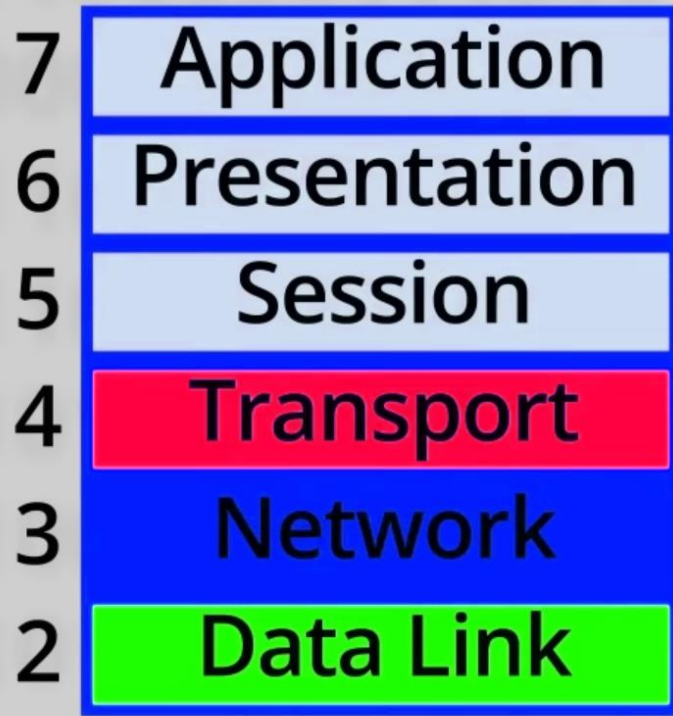 7 Application
6 Presentation
5 Session
4 Transport
3 Network
2 Data Link